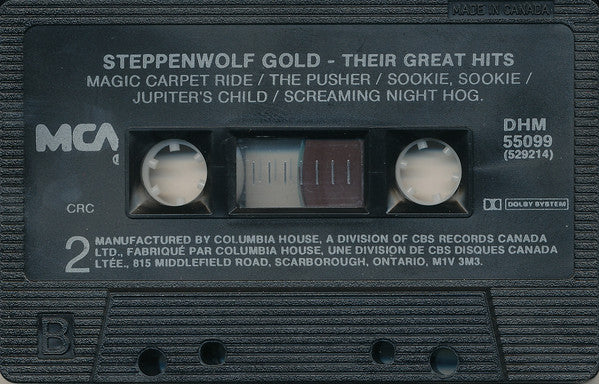 MADE IN CANADA
STEPPENWOLF GOLD - THEIR GREAT HITS
MAGIC CARPET RIDE / THE PUSHER / SOOKIE, SOOKIE /
JUPITER'S CHILD / SCREAMING NIGHT HOG.
MCA
DHM
55099
(529214)
CRC
DOLBY SYSTEM
2
MANUFACTURED BY COLUMBIA HOUSE, A DIVISION OF CBS RECORDS CANADA
LTD., FABRIQUÉ PAR COLUMBIA HOUSE, UNE DIVISION DE CBS DISQUES CANADA
LTÉE., 815 MIDDLEFIELD ROAD, SCARBOROUGH, ONTARIO, M1V 3M3.
B